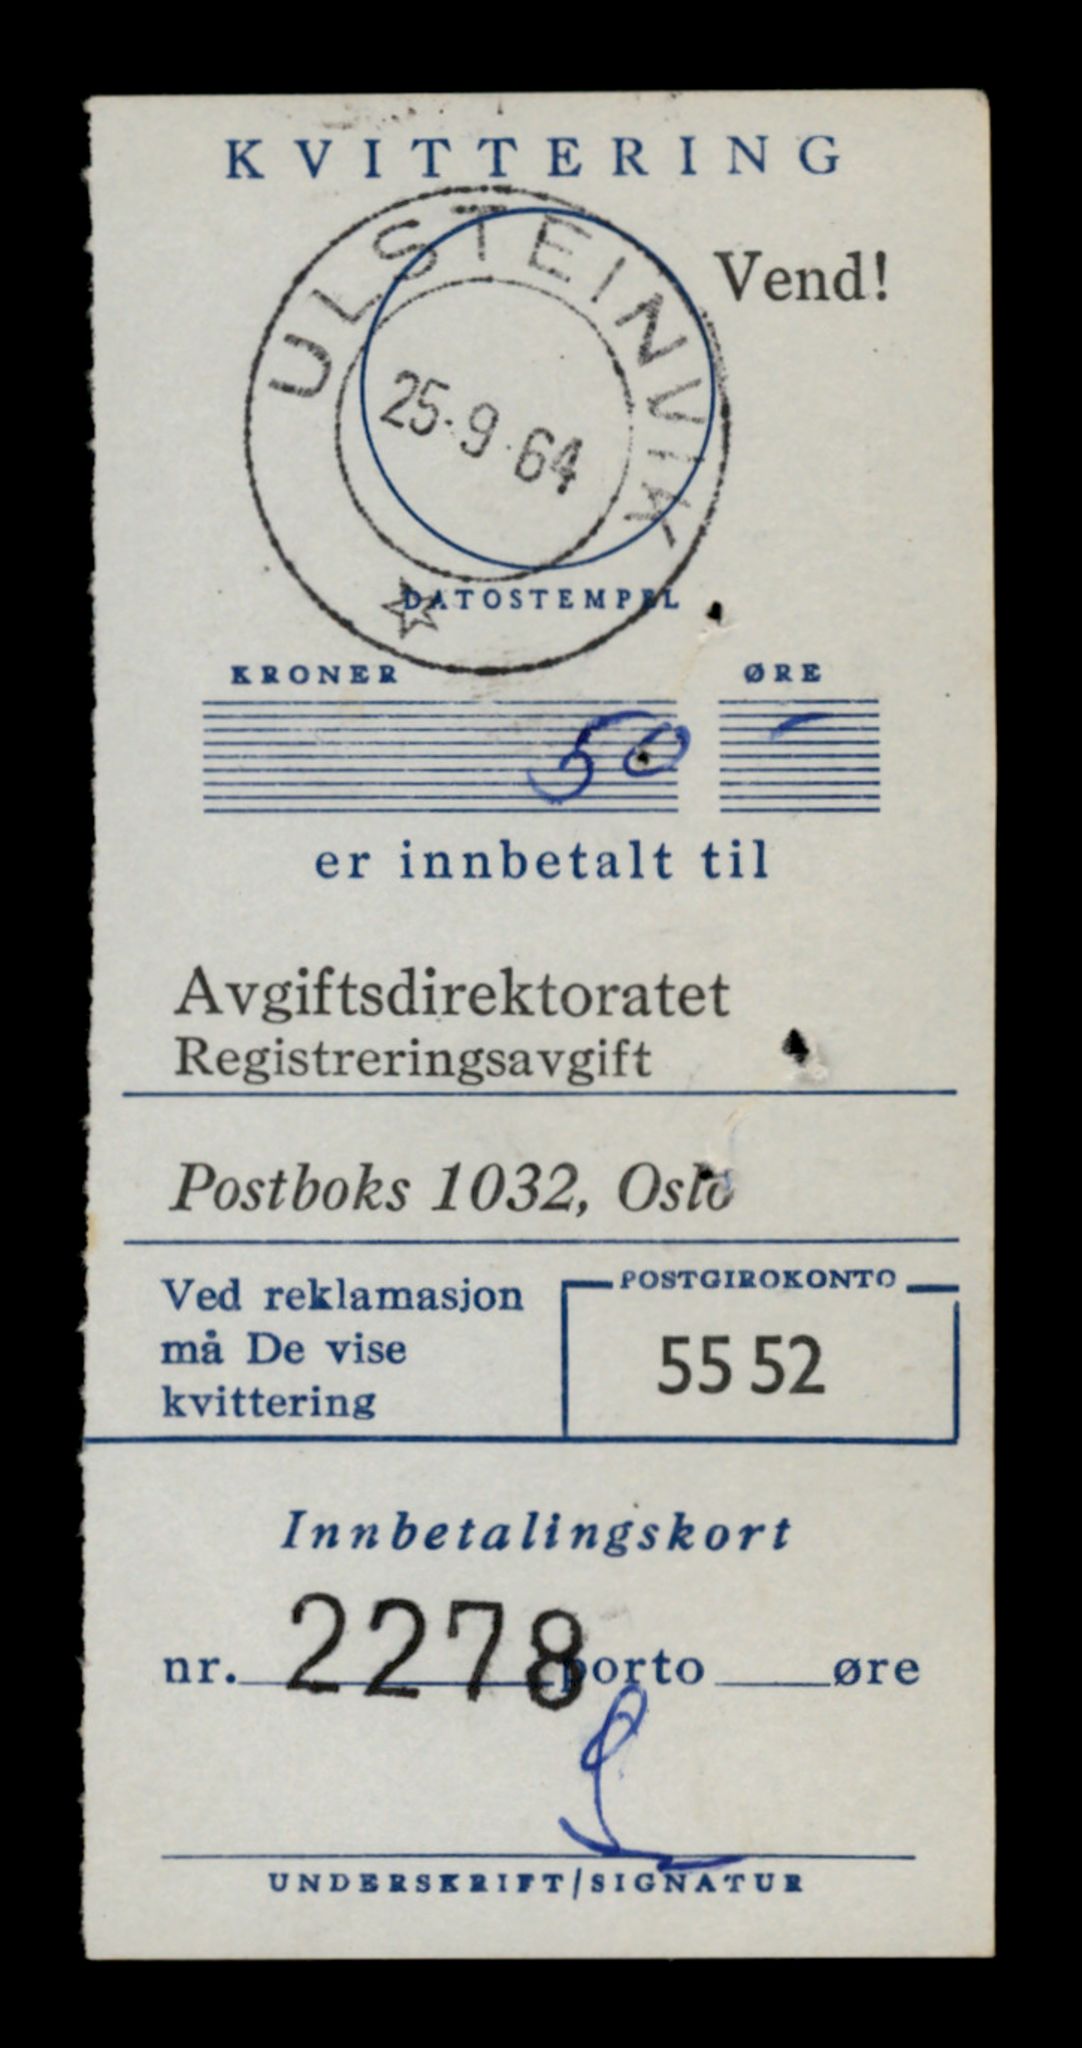 KVITTERING
Vend!
ULSTEINVIK
25·9·64
DATOSTEMPEL
KRONER ØRE
50 -
er innbetalt til
Avgiftsdirektoratet
Registreringsavgift
Postboks 1032, Oslo
Ved reklamasjon
må De vise
kvittering
POSTGIROKONTO
55 52
Innbetalingskort
nr. 2278 porto ____ øre
UNDERSKRIFT/SIGNATUR